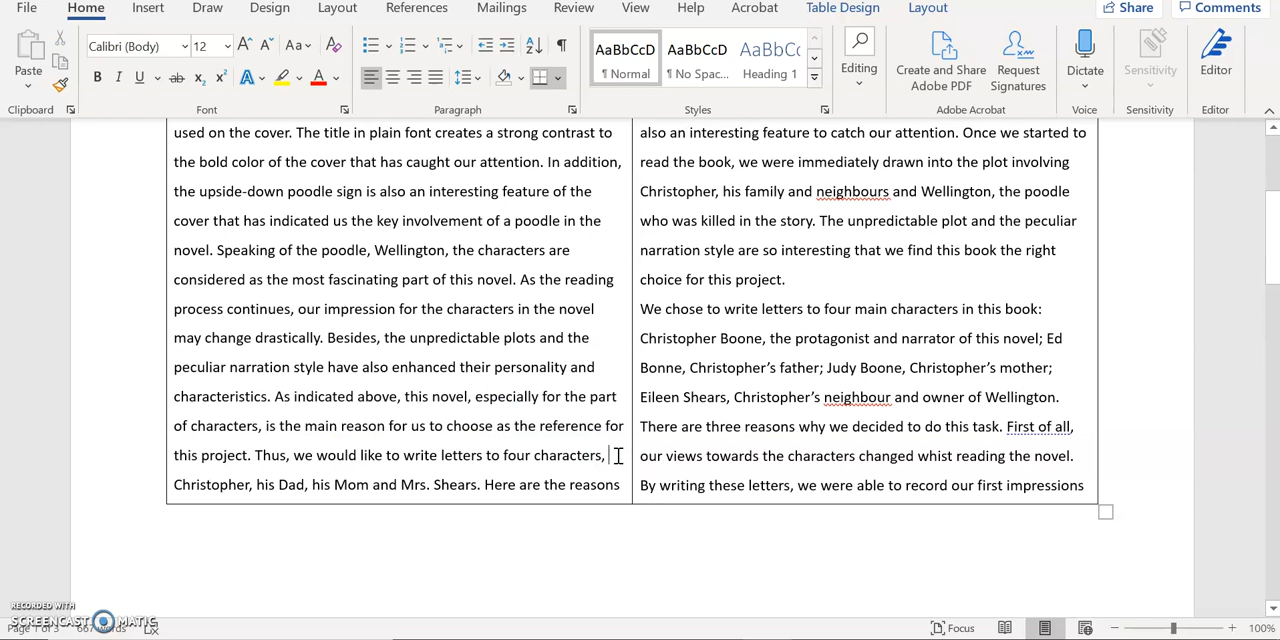 File Home Insert Draw Design Layout References Mailings Review View Help Acrobat Table Design Layout Share Comments
Calibri (Body) 12
Aa
AaBbCcD AaBbCcD AaBbCc
Paste
¶ Normal ¶ No Spac... Heading 1
Editing
Create and Share Adobe PDF
Request Signatures
Dictate
Sensitivity
Editor
Clipboard Font Paragraph Styles Adobe Acrobat Voice Sensitivity Editor
used on the cover. The title in plain font creates a strong contrast to
the bold color of the cover that has caught our attention. In addition,
the upside-down poodle sign is also an interesting feature of the
cover that has indicated us the key involvement of a poodle in the
novel. Speaking of the poodle, Wellington, the characters are
considered as the most fascinating part of this novel. As the reading
process continues, our impression for the characters in the novel
may change drastically. Besides, the unpredictable plots and the
peculiar narration style have also enhanced their personality and
characteristics. As indicated above, this novel, especially for the part
of characters, is the main reason for us to choose as the reference for
this project. Thus, we would like to write letters to four characters,
Christopher, his Dad, his Mom and Mrs. Shears. Here are the reasons
also an interesting feature to catch our attention. Once we started to
read the book, we were immediately drawn into the plot involving
Christopher, his family and neighbours and Wellington, the poodle
who was killed in the story. The unpredictable plot and the peculiar
narration style are so interesting that we find this book the right
choice for this project.
We chose to write letters to four main characters in this book:
Christopher Boone, the protagonist and narrator of this novel; Ed
Bonne, Christopher's father; Judy Boone, Christopher's mother;
Eileen Shears, Christopher's neighbour and owner of Wellington.
There are three reasons why we decided to do this task. First of all,
our views towards the characters changed whist reading the novel.
By writing these letters, we were able to record our first impressions
RECORDED WITH
SCREENCAST MATIC
Page 1 of 3 667 words
Focus
100%